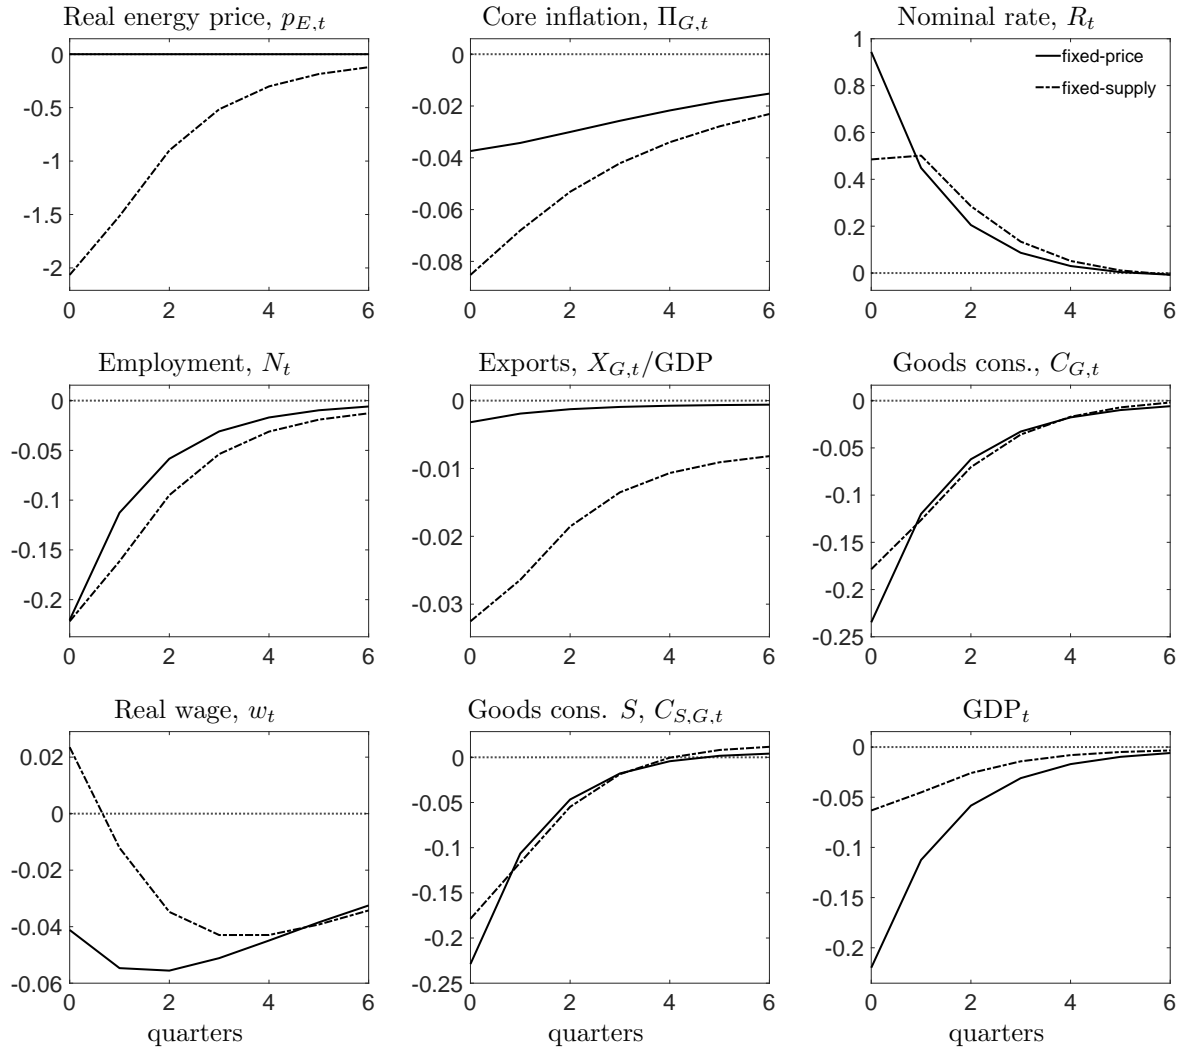 Real energy price, p_{E,t}
0
-0.5
-1
-1.5
-2
0 2 4 6
Core inflation, Π_{G,t}
0
-0.02
-0.04
-0.06
-0.08
0 2 4 6
Nominal rate, R_t
1
0.8
0.6
0.4
0.2
0
fixed-price
fixed-supply
0 2 4 6
Employment, N_t
0
-0.05
-0.1
-0.15
-0.2
0 2 4 6
Exports, X_{G,t}/GDP
0
-0.01
-0.02
-0.03
0 2 4 6
Goods cons., C_{G,t}
0
-0.05
-0.1
-0.15
-0.2
-0.25
0 2 4 6
Real wage, w_t
0.02
0
-0.02
-0.04
-0.06
0 2 4 6
quarters
Goods cons. S, C_{S,G,t}
0
-0.05
-0.1
-0.15
-0.2
-0.25
0 2 4 6
quarters
GDP_t
0
-0.05
-0.1
-0.15
-0.2
0 2 4 6
quarters